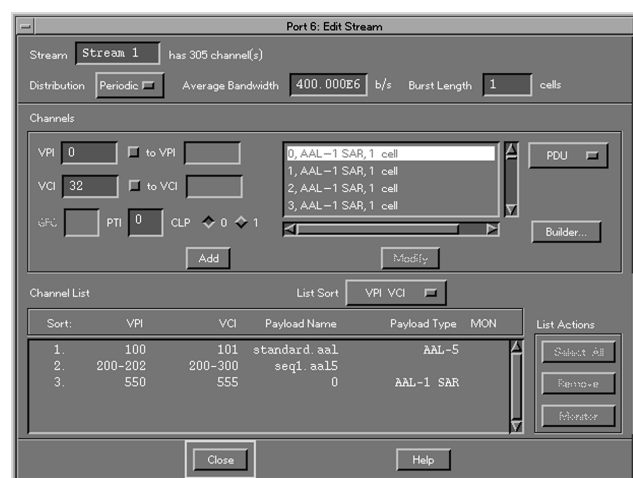 Port 6: Edit Stream
Stream Stream 1 has 305 channel(s)
Distribution Periodic Average Bandwidth 400.000E6 b/s Burst Length 1 cells
Channels
VPI 0 to VPI
VCI 32 to VCI
GFC PTI 0 CLP 0 1
0, AAL-1 SAR, 1 cell
1, AAL-1 SAR, 1 cell
2, AAL-1 SAR, 1 cell
3, AAL-1 SAR, 1 cell
PDU
Builder...
Add Modify
Channel List List Sort VPI VCI
Sort: VPI VCI Payload Name Payload Type MON
1. 100 101 standard.aal AAL-5
2. 200-202 200-300 seq1.aal5
3. 550 555 0 AAL-1 SAR
List Actions
Select All
Remove
Monitor
Close Help